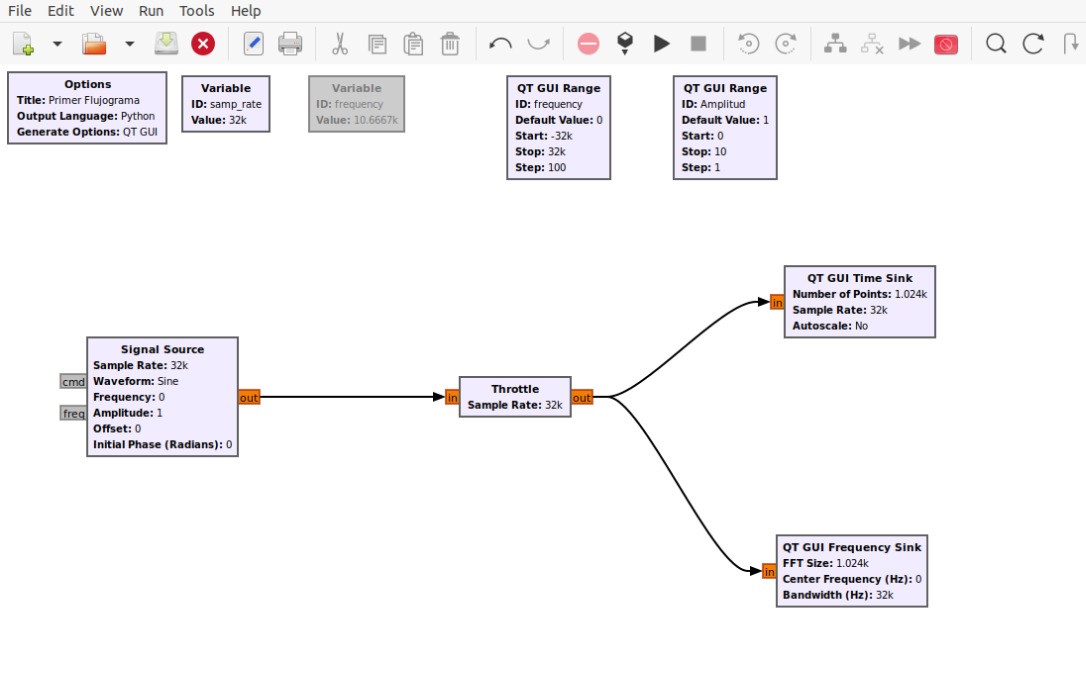 File Edit View Run Tools Help
Options
Title: Primer Flujograma
Output Language: Python
Generate Options: QT GUI
Variable
ID: samp_rate
Value: 32k
Variable
ID: frequency
Value: 10.6667k
QT GUI Range
ID: frequency
Default Value: 0
Start: -32k
Stop: 32k
Step: 100
QT GUI Range
ID: Amplitud
Default Value: 1
Start: 0
Stop: 10
Step: 1
QT GUI Time Sink
Number of Points: 1.024k
Sample Rate: 32k
Autoscale: No
in
Signal Source
Sample Rate: 32k
Waveform: Sine
Frequency: 0
Amplitude: 1
Offset: 0
Initial Phase (Radians): 0
cmd
freq
out
in
Throttle
Sample Rate: 32k
out
in
QT GUI Frequency Sink
FFT Size: 1.024k
Center Frequency (Hz): 0
Bandwidth (Hz): 32k